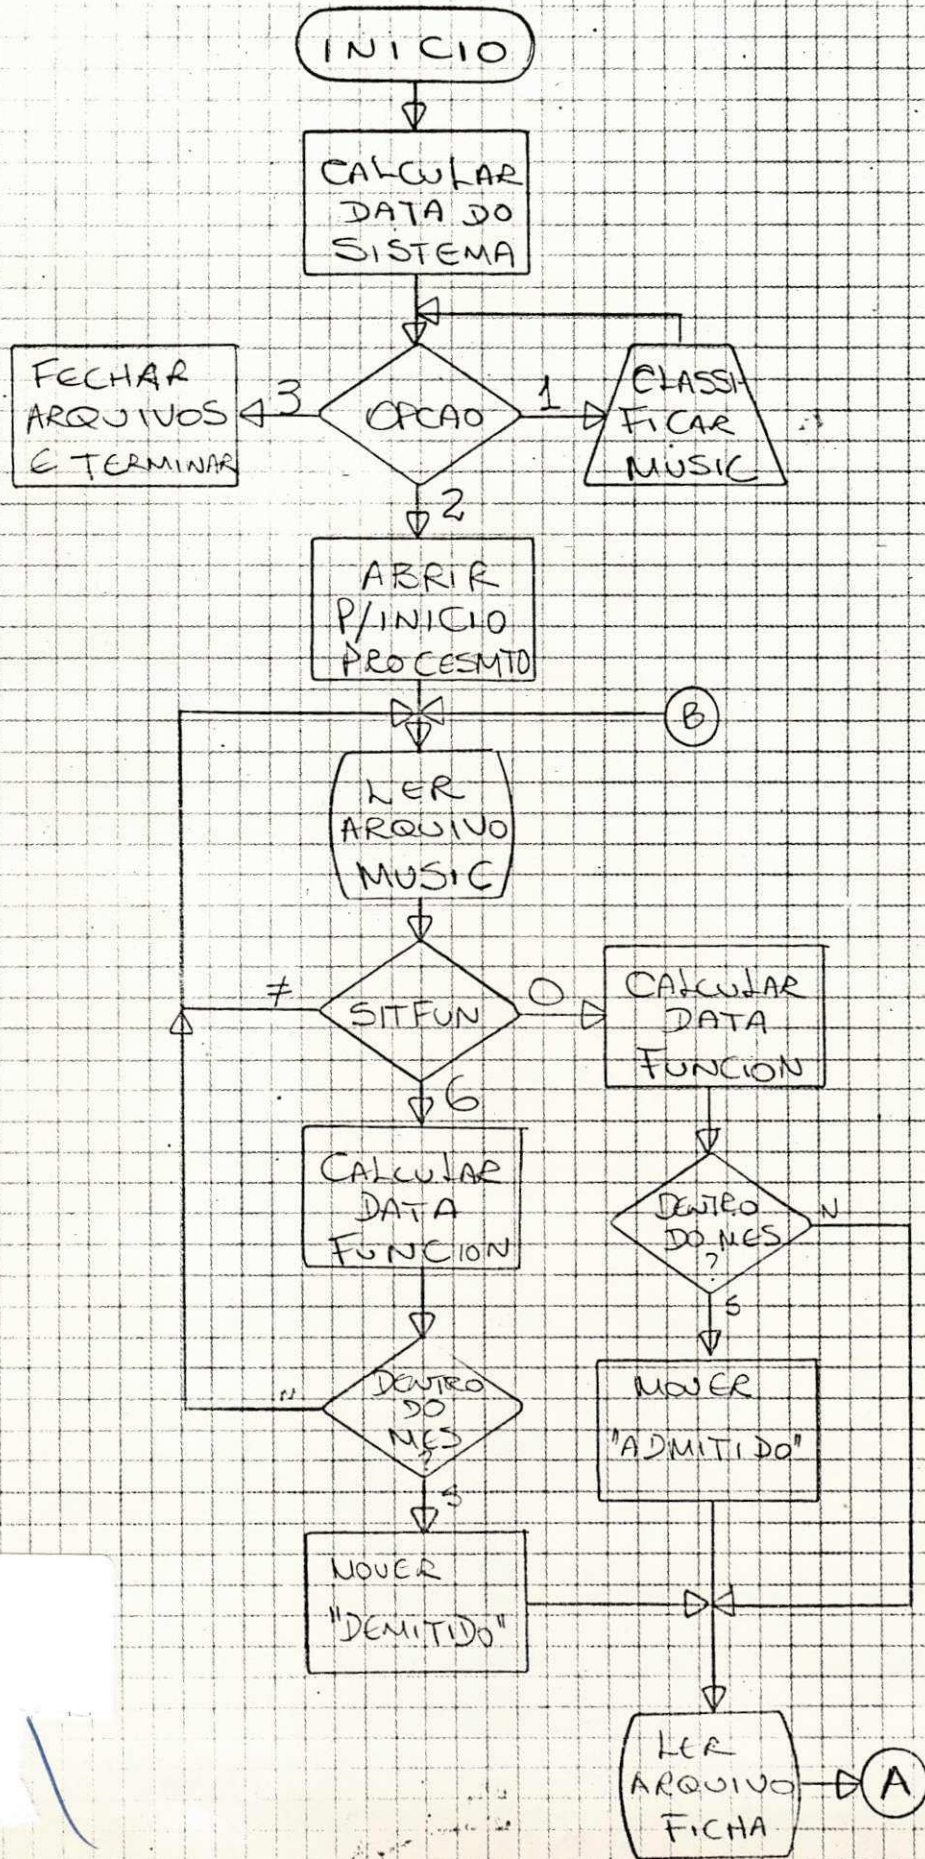 INICIO
CALCULAR
DATA DO
SISTEMA
FECHAR
ARQUIVOS
E TERMINAR
3
OPCAO
1
CLASSI-
FICAR
MUSIC
2
ABRIR
P/INICIO
PROCESMTO
B
LER
ARQUIVO
MUSIC
≠
SITFUN
0
CALCULAR
DATA
FUNCION
6
CALCULAR
DATA
FUNCION
DENTRO
DO MES
?
N
S
DENTRO
DO
MES
?
N
S
MOVER
"ADMITIDO"
MOVER
"DEMITIDO"
LER
ARQUIVO
FICHA
A